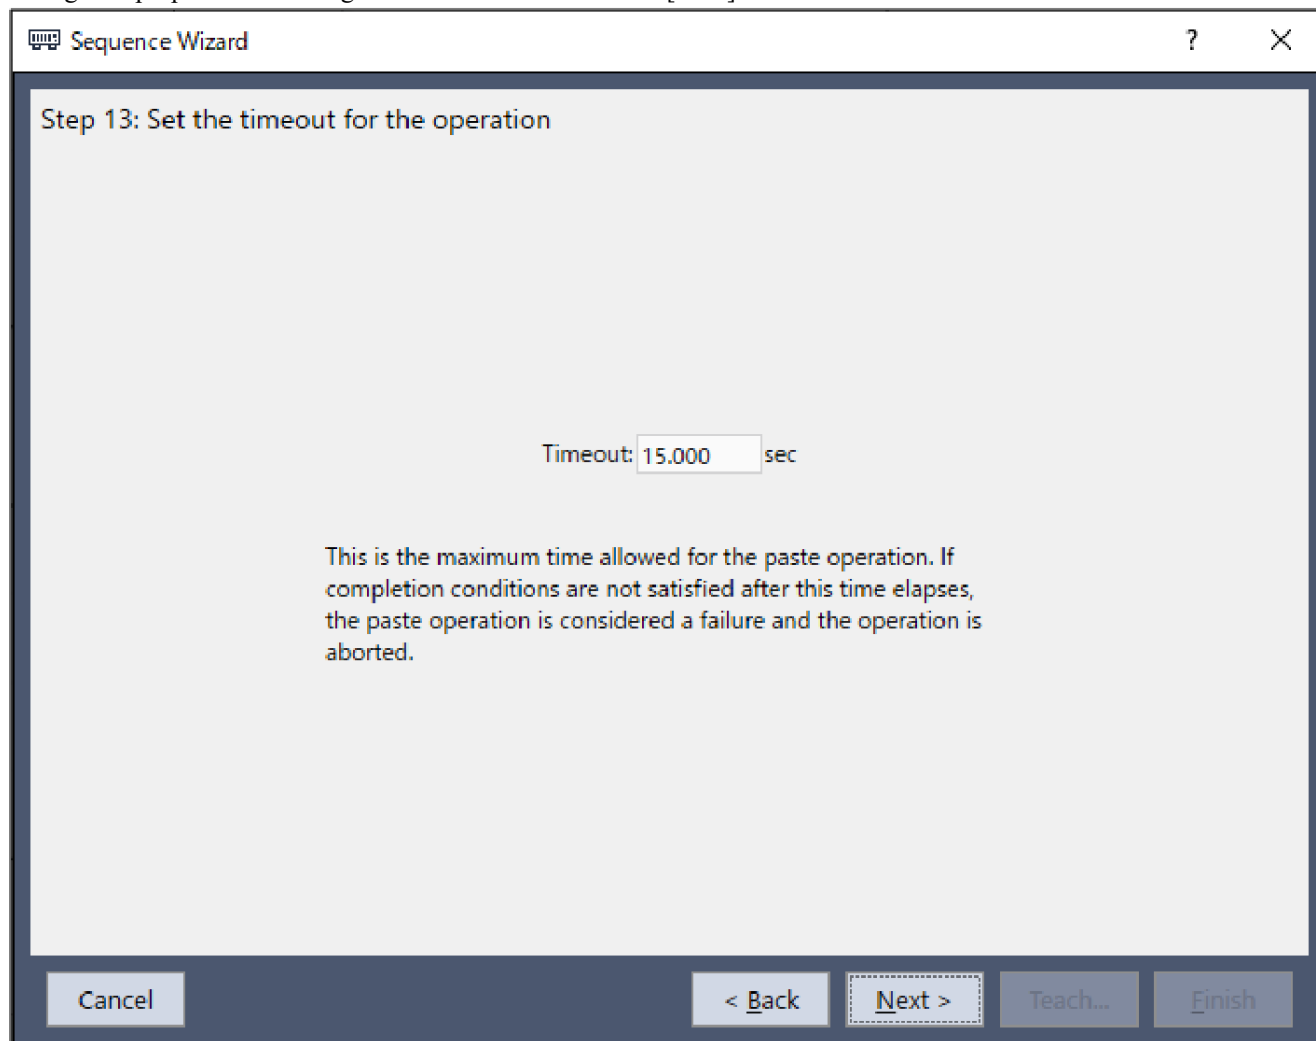 Sequence Wizard
?
Step 13: Set the timeout for the operation
Timeout: 15.000 sec
This is the maximum time allowed for the paste operation. If
completion conditions are not satisfied after this time elapses,
the paste operation is considered a failure and the operation is
aborted.
Cancel
< Back
Next >
Teach...
Finish